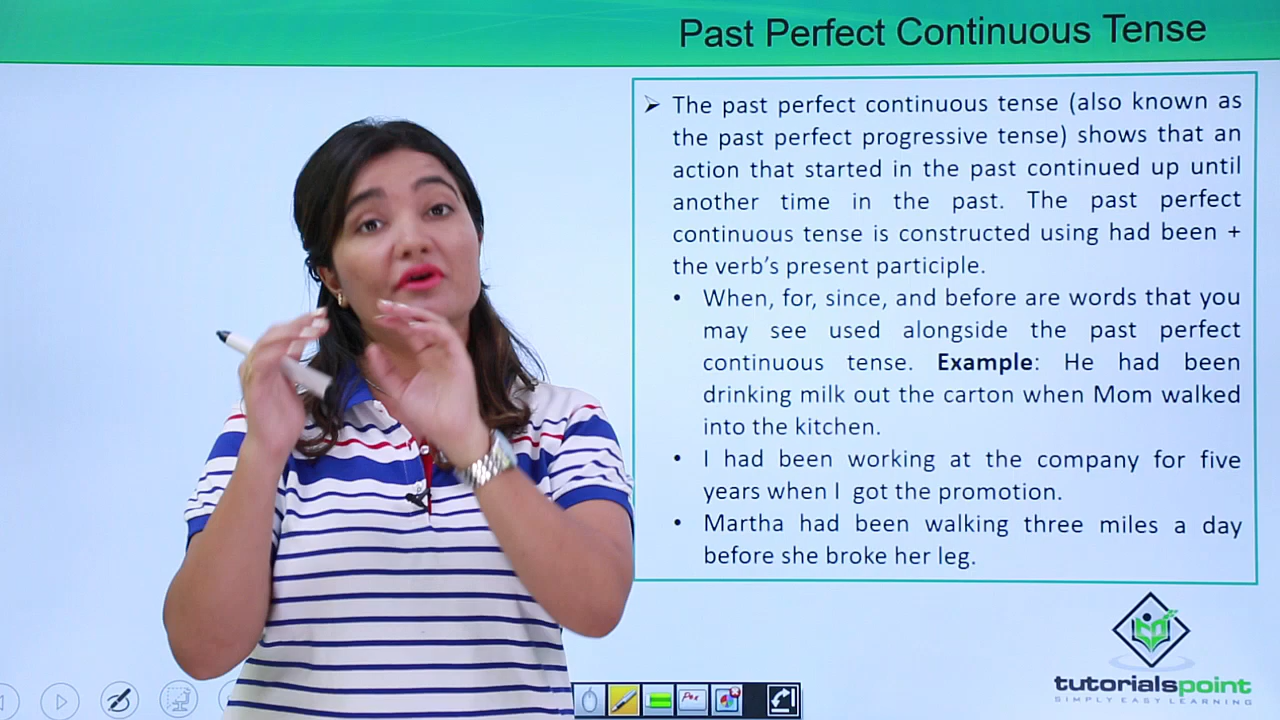 Past Perfect Continuous Tense
The past perfect continuous tense (also known as
the past perfect progressive tense) shows that an
action that started in the past continued up until
another time in the past. The past perfect
continuous tense is constructed using had been +
the verb's present participle.
When, for, since, and before are words that you
may see used alongside the past perfect
continuous tense. Example: He had been
drinking milk out the carton when Mom walked
into the kitchen.
I had been working at the company for five
years when I got the promotion.
Martha had been walking three miles a day
before she broke her leg.
tutorialspoint
SIMPLY EASY LEARNING